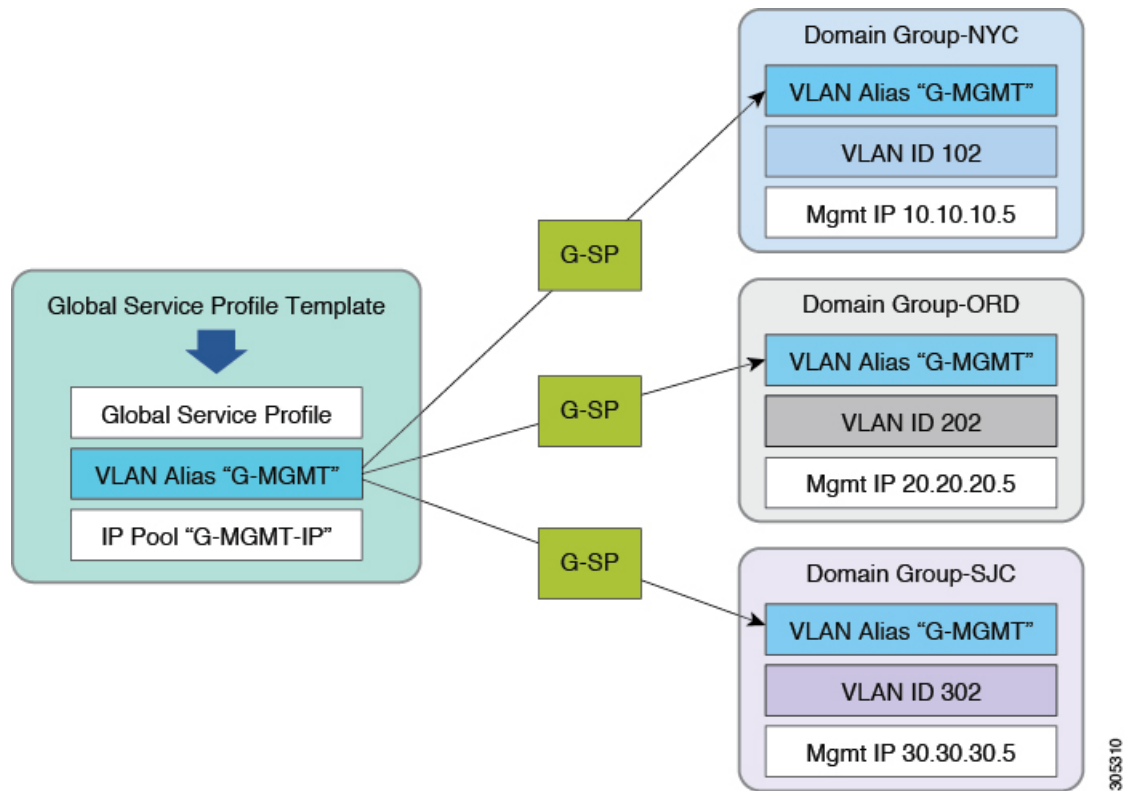 Global Service Profile Template
Global Service Profile
VLAN Alias “G-MGMT”
IP Pool “G-MGMT-IP”
G-SP
G-SP
G-SP
Domain Group-NYC
VLAN Alias “G-MGMT”
VLAN ID 102
Mgmt IP 10.10.10.5
Domain Group-ORD
VLAN Alias “G-MGMT”
VLAN ID 202
Mgmt IP 20.20.20.5
Domain Group-SJC
VLAN Alias “G-MGMT”
VLAN ID 302
Mgmt IP 30.30.30.5
305310